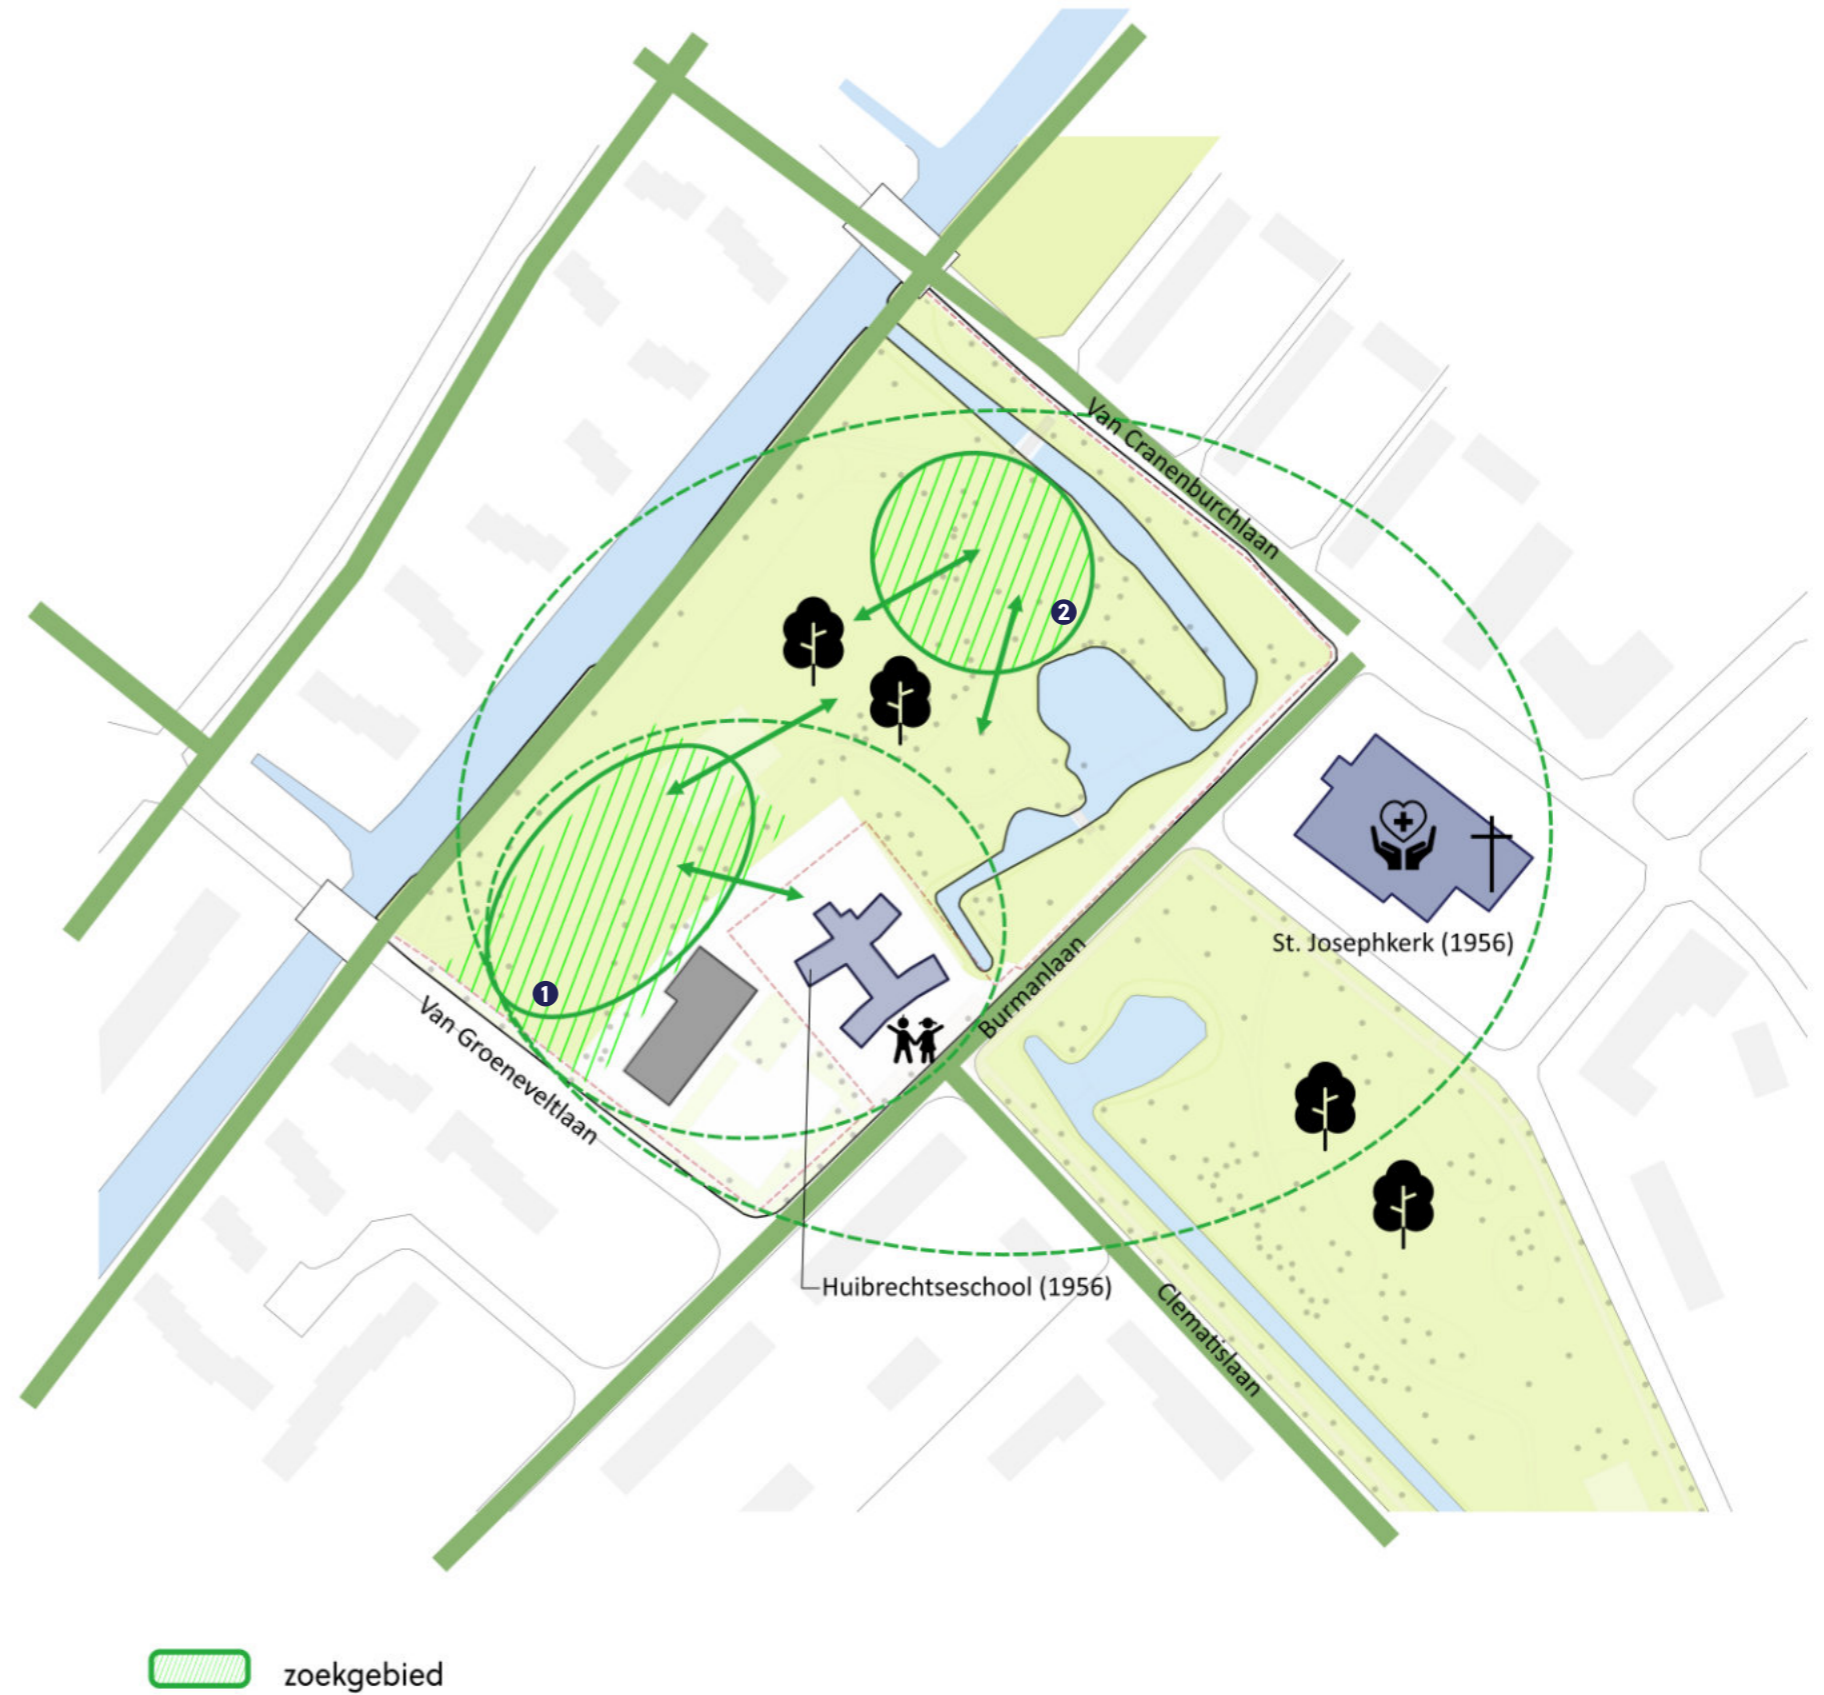 Van Cranenburchlaan
2
St. Josephkerk (1956)
1
Burmanlaan
Van Groeneveltlaan
Huibrechtseschool (1956)
Clematislaan
zoekgebied